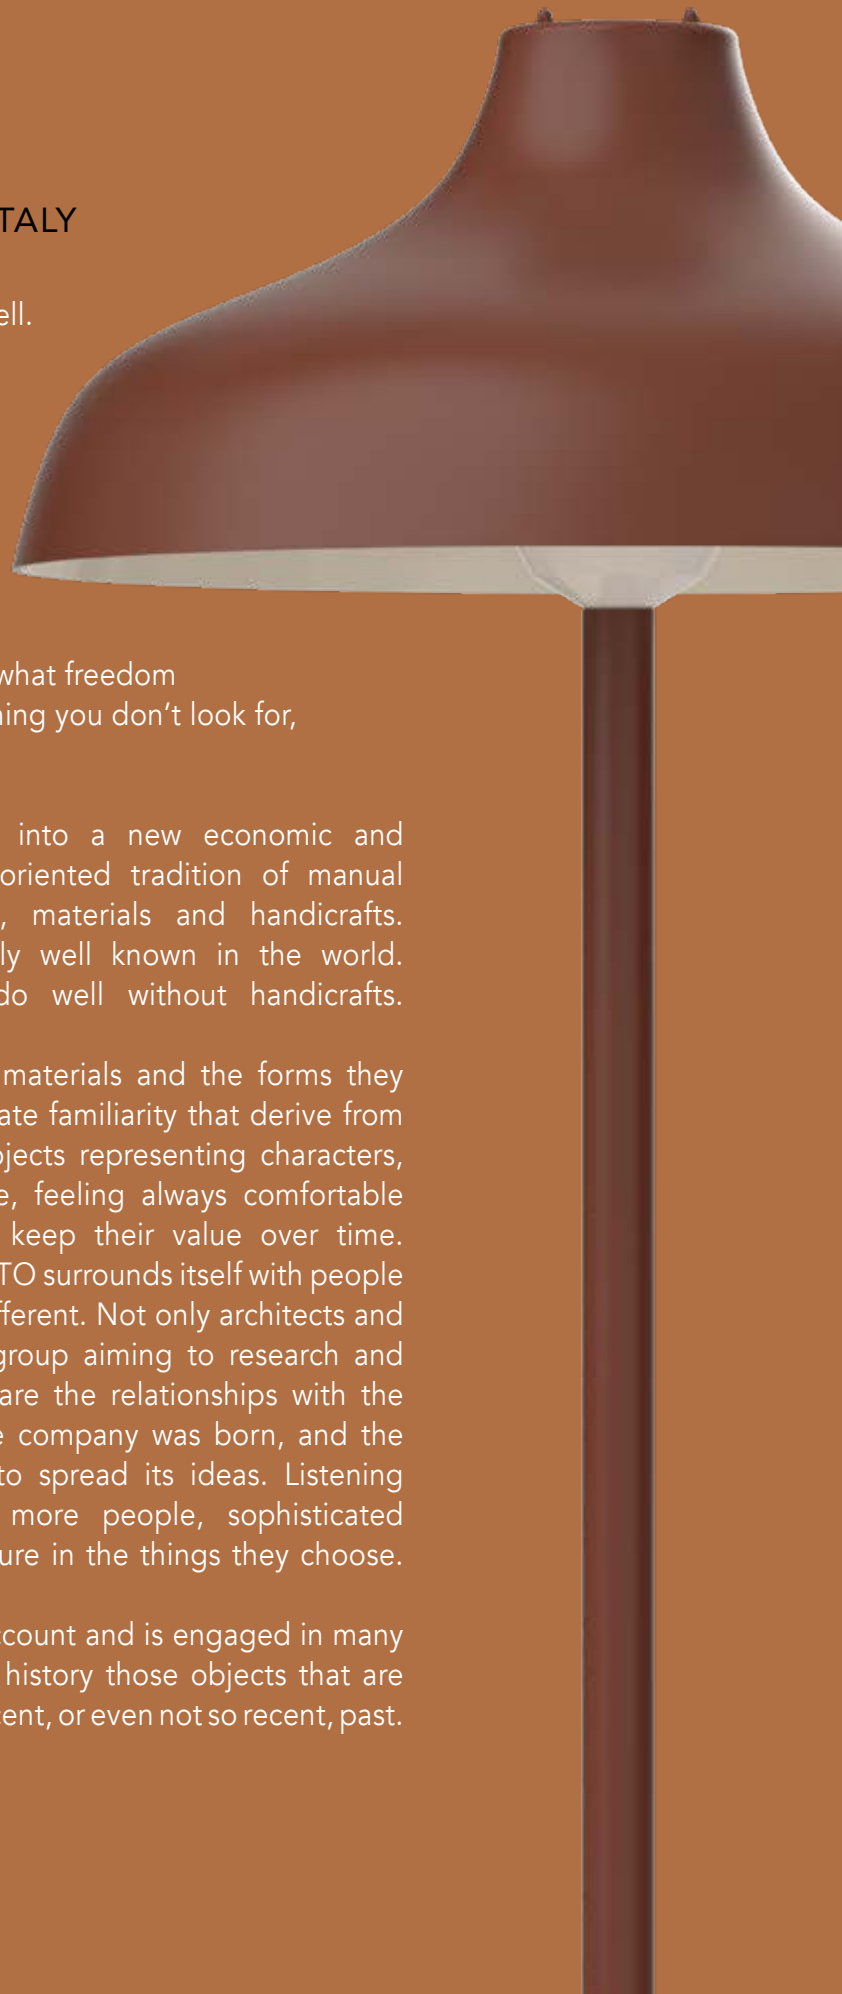 TALY
ell.
what freedom
hing you don't look for,
into a new economic and
oriented tradition of manual
, materials and handicrafts.
ly well known in the world.
do well without handicrafts.
materials and the forms they
ate familiarity that derive from
bjects representing characters,
e, feeling always comfortable
keep their value over time.
TO surrounds itself with people
fferent. Not only architects and
group aiming to research and
are the relationships with the
e company was born, and the
to spread its ideas. Listening
more people, sophisticated
ure in the things they choose.
ccount and is engaged in many
history those objects that are
cent, or even not so recent, past.